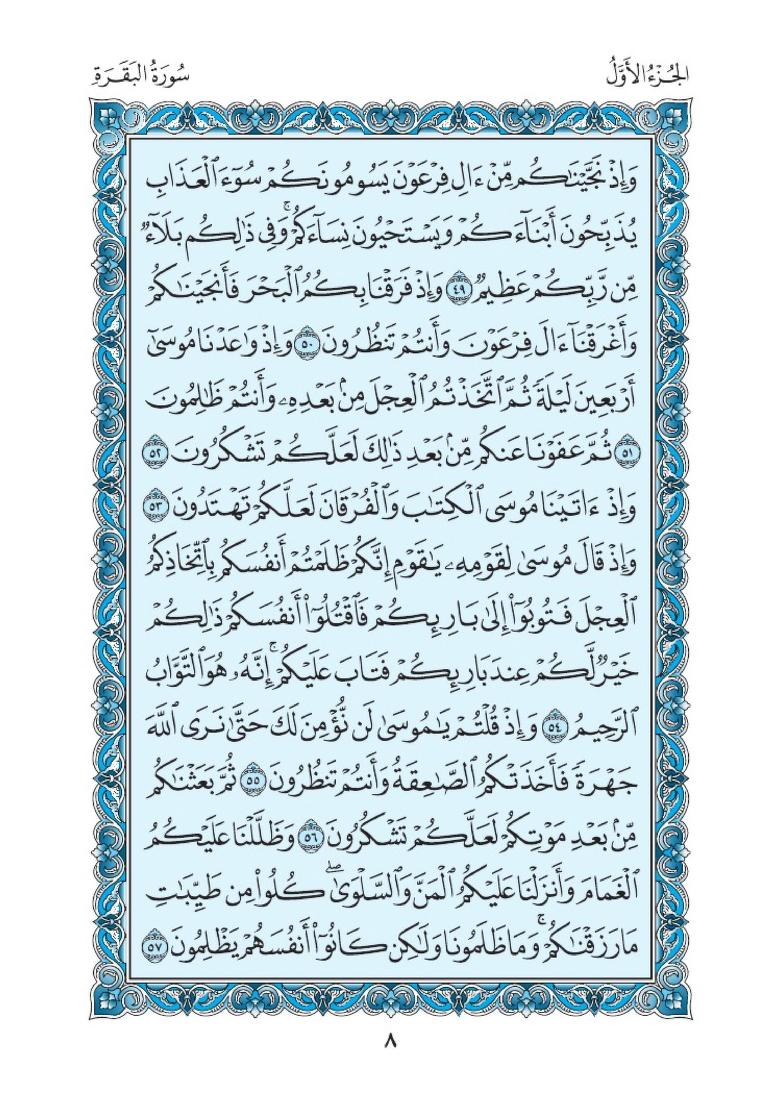 الجُزْءُ الأَوَّلُ
سُورَةُ البَقَرَةِ
وَإِذْ نَجَّيْنَٰكُم مِّنْ ءَالِ فِرْعَوْنَ يَسُومُونَكُمْ سُوٓءَ ٱلْعَذَابِ
يُذَبِّحُونَ أَبْنَآءَكُمْ وَيَسْتَحْيُونَ نِسَآءَكُمْ ۚ وَفِى ذَٰلِكُم بَلَآءٌ
مِّن رَّبِّكُمْ عَظِيمٌ ٤٩ وَإِذْ فَرَقْنَا بِكُمُ ٱلْبَحْرَ فَأَنجَيْنَٰكُمْ
وَأَغْرَقْنَآ ءَالَ فِرْعَوْنَ وَأَنتُمْ تَنظُرُونَ ٥٠ وَإِذْ وَٰعَدْنَا مُوسَىٰٓ
أَرْبَعِينَ لَيْلَةً ثُمَّ ٱتَّخَذْتُمُ ٱلْعِجْلَ مِنۢ بَعْدِهِۦ وَأَنتُمْ ظَٰلِمُونَ
٥١ ثُمَّ عَفَوْنَا عَنكُم مِّنۢ بَعْدِ ذَٰلِكَ لَعَلَّكُمْ تَشْكُرُونَ ٥٢
وَإِذْ ءَاتَيْنَا مُوسَى ٱلْكِتَٰبَ وَٱلْفُرْقَانَ لَعَلَّكُمْ تَهْتَدُونَ ٥٣
وَإِذْ قَالَ مُوسَىٰ لِقَوْمِهِۦ يَٰقَوْمِ إِنَّكُمْ ظَلَمْتُمْ أَنفُسَكُم بِٱتِّخَاذِكُمُ
ٱلْعِجْلَ فَتُوبُوٓا۟ إِلَىٰ بَارِئِكُمْ فَٱقْتُلُوٓا۟ أَنفُسَكُمْ ذَٰلِكُمْ
خَيْرٌ لَّكُمْ عِندَ بَارِئِكُمْ فَتَابَ عَلَيْكُمْ ۚ إِنَّهُۥ هُوَ ٱلتَّوَّابُ
ٱلرَّحِيمُ ٥٤ وَإِذْ قُلْتُمْ يَٰمُوسَىٰ لَن نُّؤْمِنَ لَكَ حَتَّىٰ نَرَى ٱللَّهَ
جَهْرَةً فَأَخَذَتْكُمُ ٱلصَّٰعِقَةُ وَأَنتُمْ تَنظُرُونَ ٥٥ ثُمَّ بَعَثْنَٰكُم
مِّنۢ بَعْدِ مَوْتِكُمْ لَعَلَّكُمْ تَشْكُرُونَ ٥٦ وَظَلَّلْنَا عَلَيْكُمُ
ٱلْغَمَامَ وَأَنزَلْنَا عَلَيْكُمُ ٱلْمَنَّ وَٱلسَّلْوَىٰ ۖ كُلُوا۟ مِن طَيِّبَٰتِ
مَا رَزَقْنَٰكُمْ ۚ وَمَا ظَلَمُونَا وَلَٰكِن كَانُوٓا۟ أَنفُسَهُمْ يَظْلِمُونَ ٥٧
٨